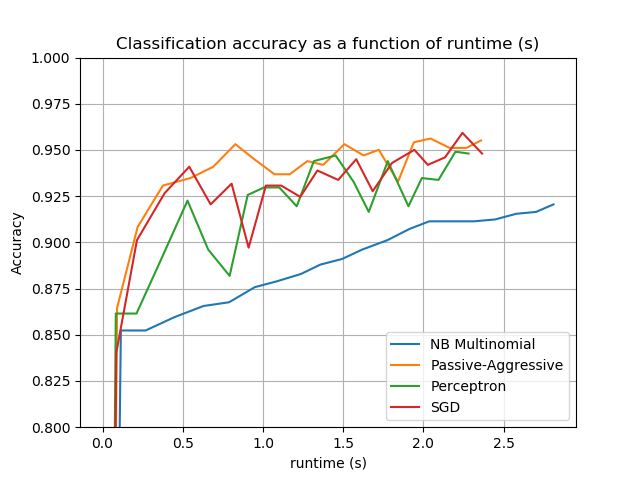 Classification accuracy as a function of runtime (s)
1.000
0.975
0.950
0.925
0.900
0.875
0.850
0.825
0.800
Accuracy
NB Multinomial
Passive-Aggressive
Perceptron
SGD
0.0 0.5 1.0 1.5 2.0 2.5
runtime (s)